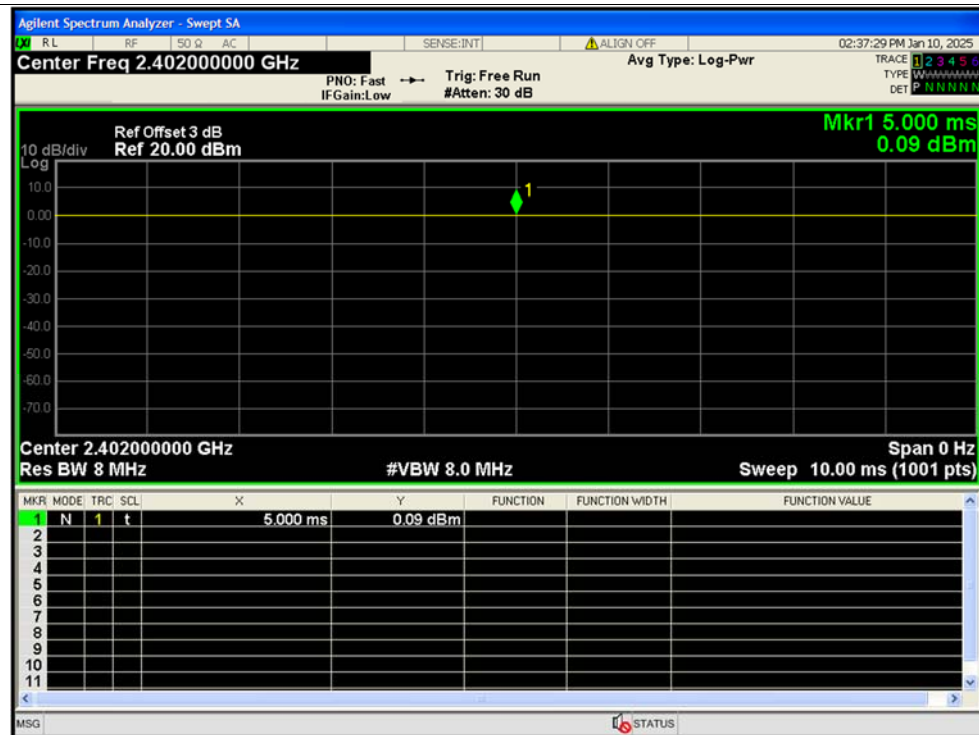 Agilent Spectrum Analyzer - Swept SA
RL RF 50 Ω AC SENSE:INT ALIGN OFF 02:37:29 PM Jan 10, 2025
Center Freq 2.402000000 GHz
PNO: Fast
IFGain:Low
Trig: Free Run
#Atten: 30 dB
Avg Type: Log-Pwr
TRACE 1 2 3 4 5 6
TYPE WWWWWW
DET P N N N N N
Mkr1 5.000 ms
0.09 dBm
Ref Offset 3 dB
10 dB/div Ref 20.00 dBm
Log
10.0
1
0.00
-10.0
-20.0
-30.0
-40.0
-50.0
-60.0
-70.0
Center 2.402000000 GHz Span 0 Hz
Res BW 8 MHz #VBW 8.0 MHz Sweep 10.00 ms (1001 pts)
MKR MODE TRC SCL X Y FUNCTION FUNCTION WIDTH FUNCTION VALUE
1 N 1 t 5.000 ms 0.09 dBm
2
3
4
5
6
7
8
9
10
11
MSG STATUS